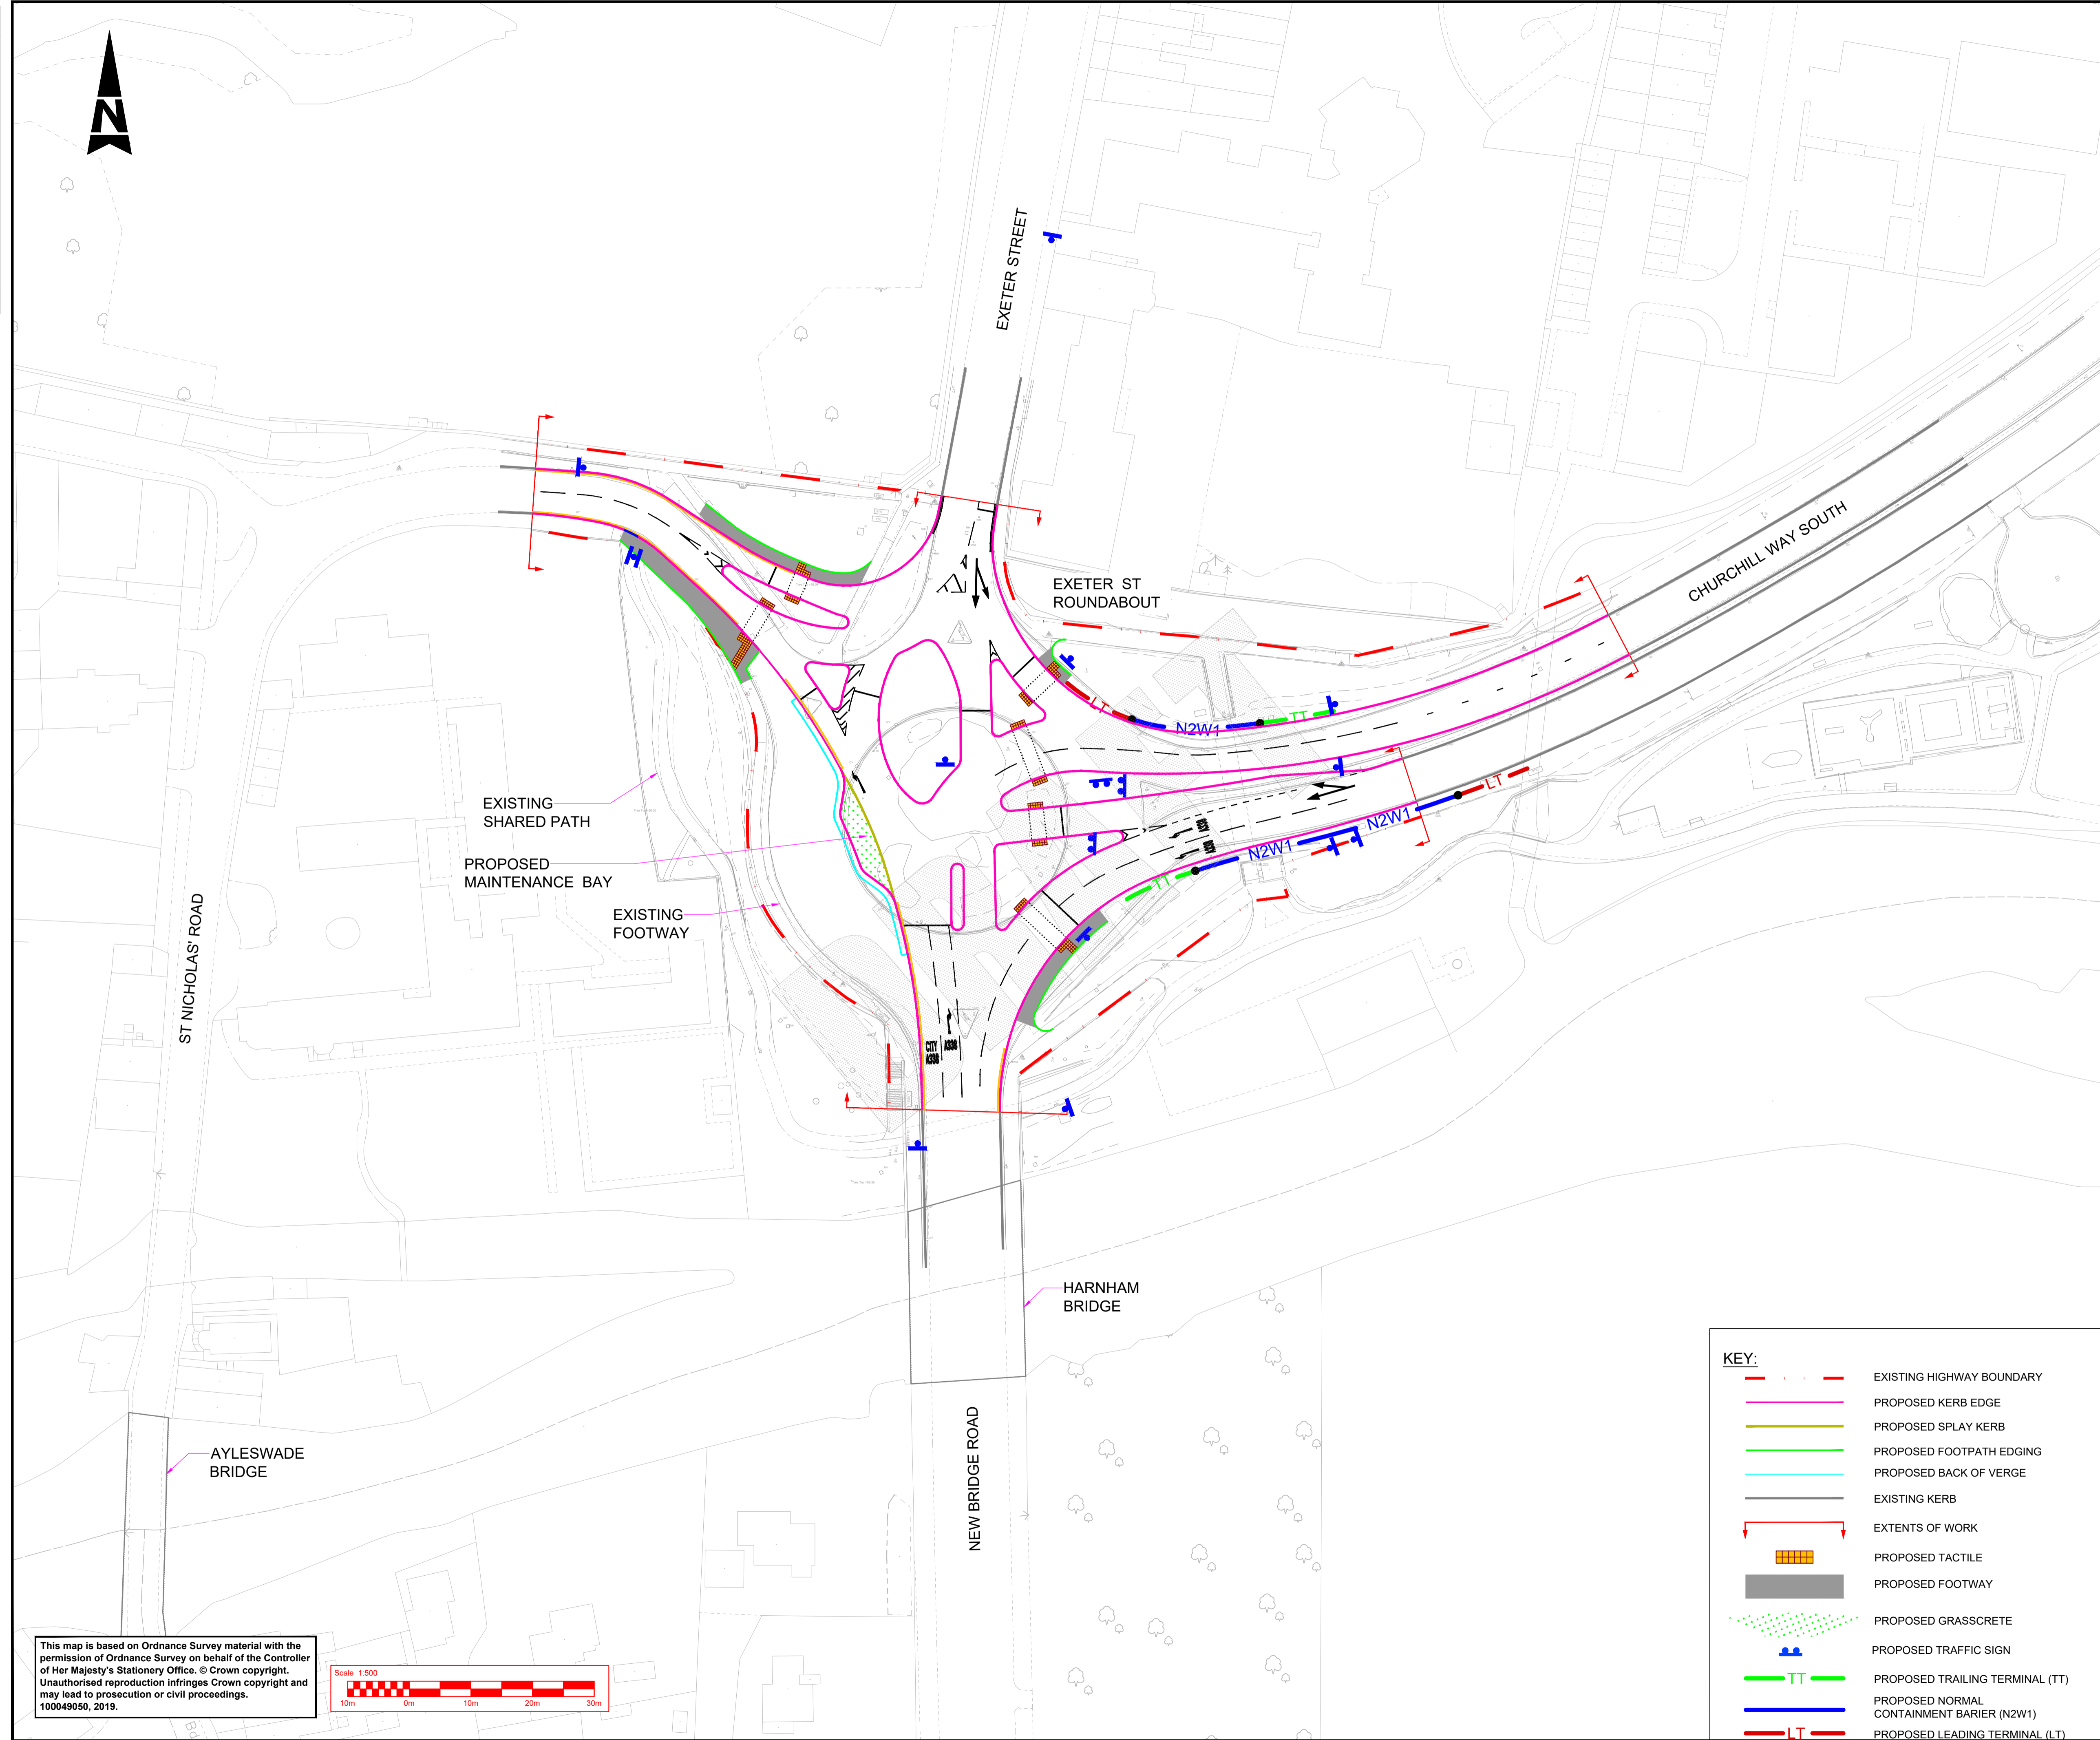 N
EXETER STREET
EXETER ST
ROUNDABOUT
CHURCHILL WAY SOUTH
LT
N2W1
TT
LT
N2W1
N2W1
TT
EXISTING
SHARED PATH
PROPOSED
MAINTENANCE BAY
EXISTING
FOOTWAY
ST NICHOLAS' ROAD
CITY
A338
A338
HARNHAM
BRIDGE
NEW BRIDGE ROAD
AYLESWADE
BRIDGE
This map is based on Ordnance Survey material with the
permission of Ordnance Survey on behalf of the Controller
of Her Majesty's Stationery Office. © Crown copyright.
Unauthorised reproduction infringes Crown copyright and
may lead to prosecution or civil proceedings.
100049050, 2019.
Scale 1:500
10m 0m 10m 20m 30m
KEY:
EXISTING HIGHWAY BOUNDARY
PROPOSED KERB EDGE
PROPOSED SPLAY KERB
PROPOSED FOOTPATH EDGING
PROPOSED BACK OF VERGE
EXISTING KERB
EXTENTS OF WORK
PROPOSED TACTILE
PROPOSED FOOTWAY
PROPOSED GRASSCRETE
PROPOSED TRAFFIC SIGN
TT PROPOSED TRAILING TERMINAL (TT)
PROPOSED NORMAL
CONTAINMENT BARIER (N2W1)
LT PROPOSED LEADING TERMINAL (LT)